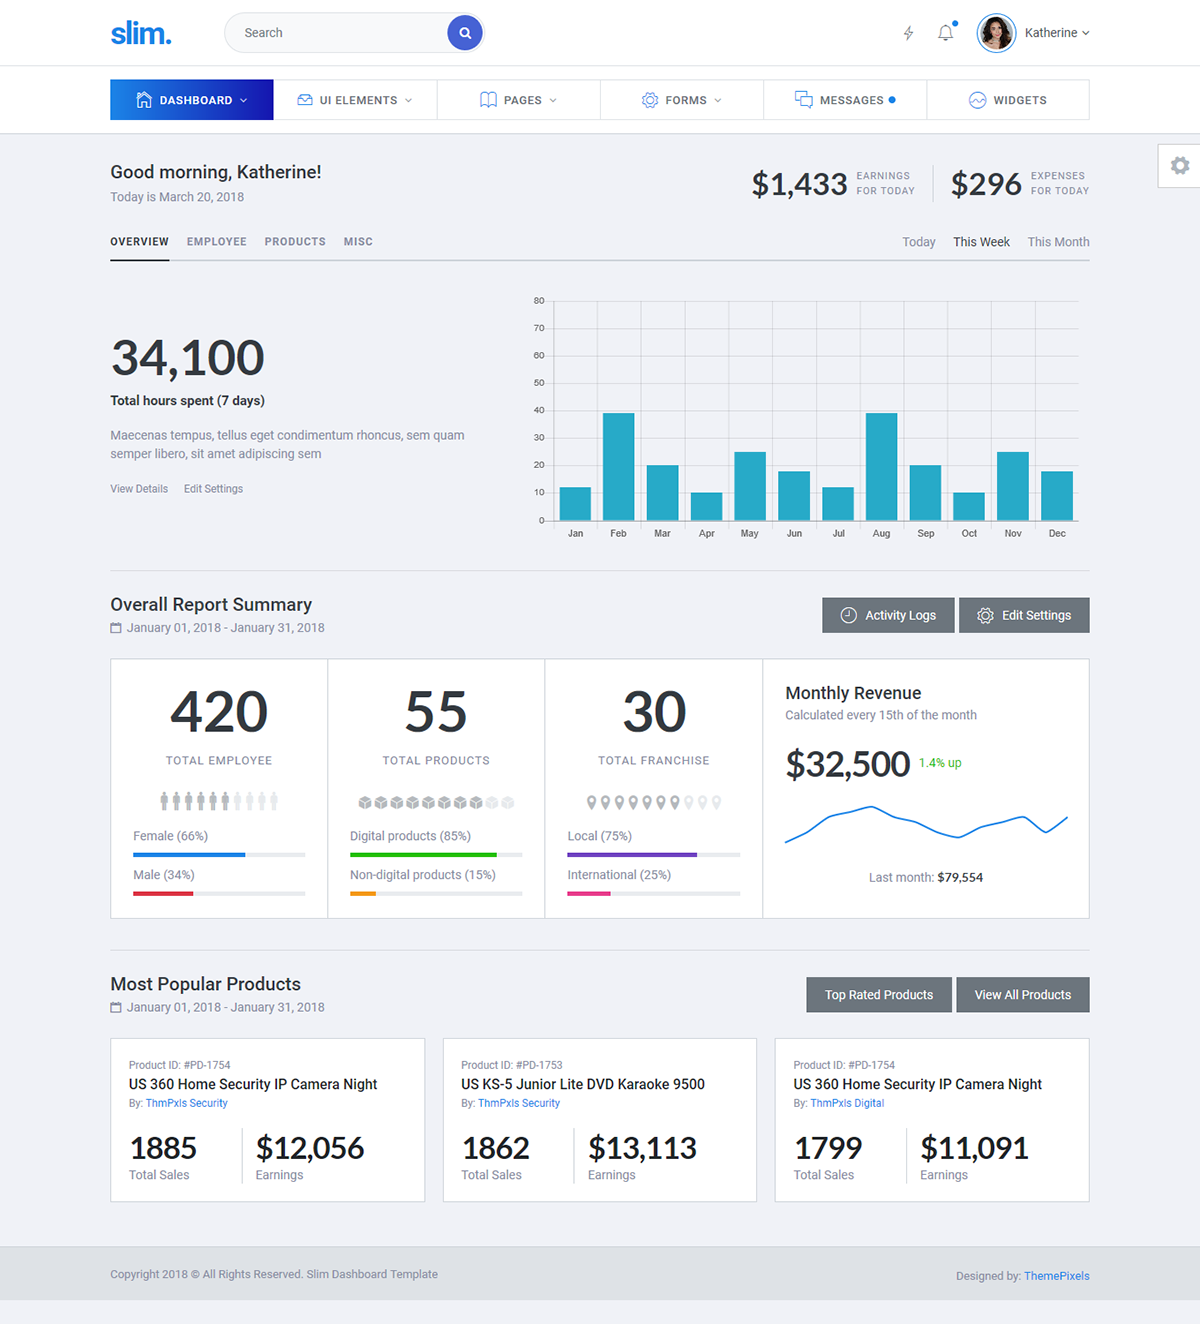 slim.
Search
Katherine
DASHBOARD
UI ELEMENTS
PAGES
FORMS
MESSAGES
WIDGETS
Good morning, Katherine!
Today is March 20, 2018
$1,433
EARNINGS
FOR TODAY
$296
EXPENSES
FOR TODAY
OVERVIEW
EMPLOYEE
PRODUCTS
MISC
Today
This Week
This Month
34,100
Total hours spent (7 days)
Maecenas tempus, tellus eget condimentum rhoncus, sem quam
semper libero, sit amet adipiscing sem
View Details
Edit Settings
80
70
60
50
40
30
20
10
0
Jan
Feb
Mar
Apr
May
Jun
Jul
Aug
Sep
Oct
Nov
Dec
Overall Report Summary
January 01, 2018 - January 31, 2018
Activity Logs
Edit Settings
420
TOTAL EMPLOYEE
Female (66%)
Male (34%)
55
TOTAL PRODUCTS
Digital products (85%)
Non-digital products (15%)
30
TOTAL FRANCHISE
Local (75%)
International (25%)
Monthly Revenue
Calculated every 15th of the month
$32,500 1.4% up
Last month: $79,554
Most Popular Products
January 01, 2018 - January 31, 2018
Top Rated Products
View All Products
Product ID: #PD-1754
US 360 Home Security IP Camera Night
By: ThmPxls Security
1885
Total Sales
$12,056
Earnings
Product ID: #PD-1753
US KS-5 Junior Lite DVD Karaoke 9500
By: ThmPxls Security
1862
Total Sales
$13,113
Earnings
Product ID: #PD-1754
US 360 Home Security IP Camera Night
By: ThmPxls Digital
1799
Total Sales
$11,091
Earnings
Copyright 2018 © All Rights Reserved. Slim Dashboard Template
Designed by: ThemePixels